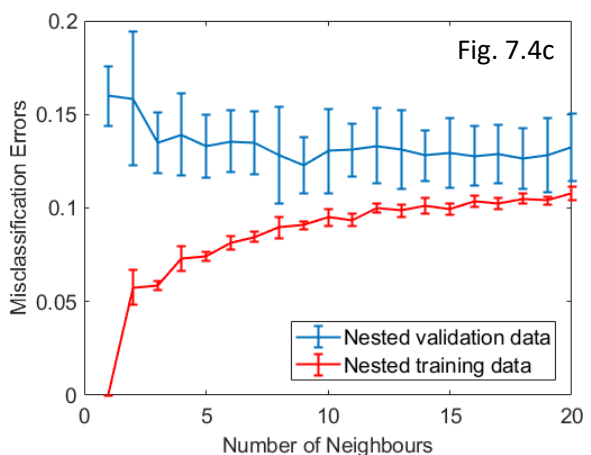 0.2
Fig. 7.4c
0.15
0.1
0.05
0
Misclassification Errors
Nested validation data
Nested training data
0 5 10 15 20
Number of Neighbours